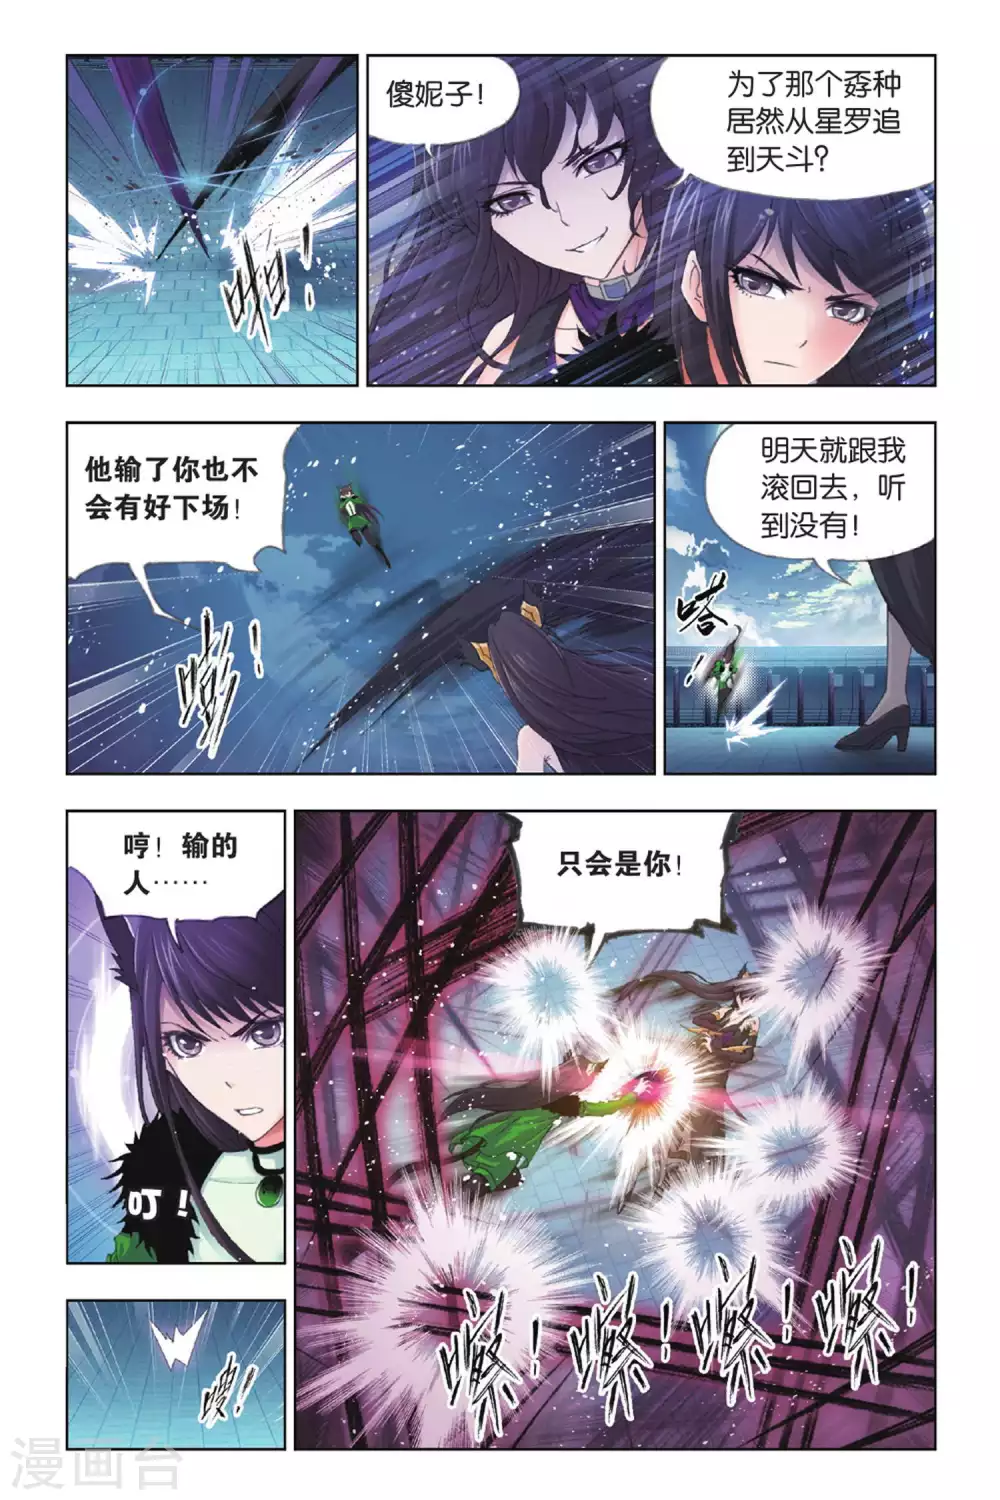 啪！
傻妮子！
为了那个孬种
居然从星罗追
到天斗？
他输了你也不
会有好下场！
嘭！
明天就跟我
滚回去，听
到没有！
嗒！
哼！输的
人……
只会是你！
嚓！嚓！嚓！嚓！
嗖！
漫画台